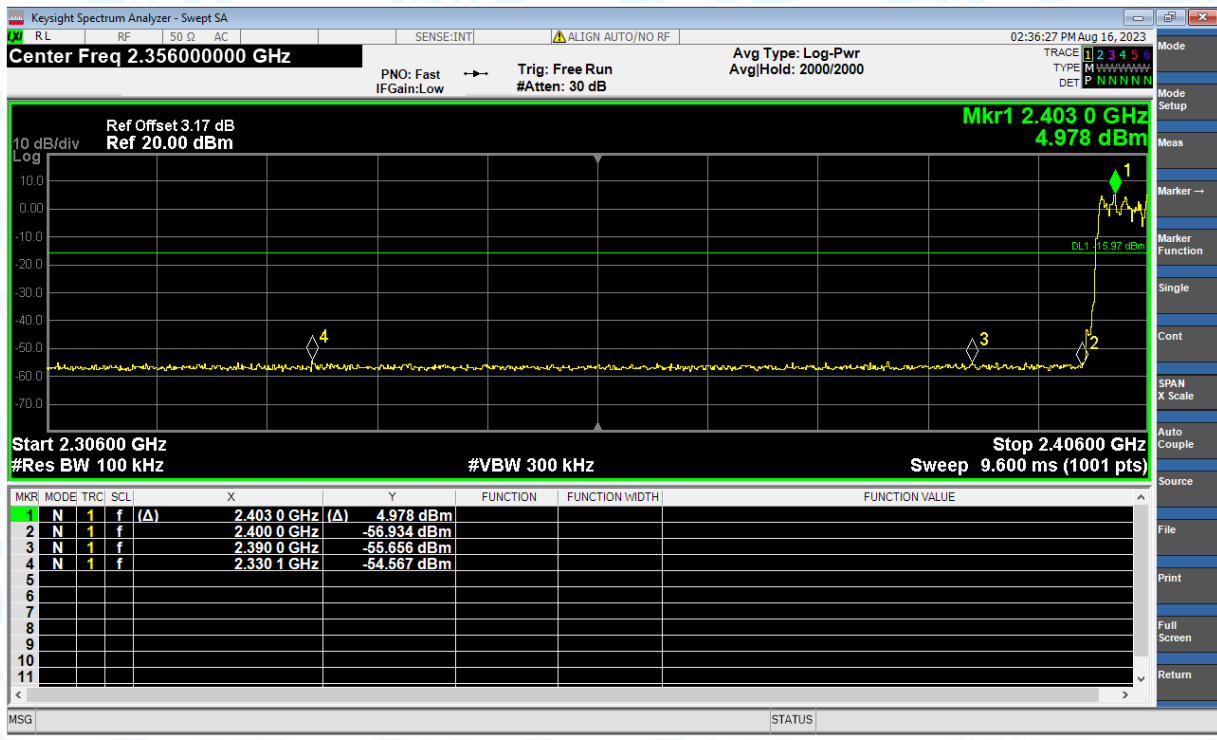 Keysight Spectrum Analyzer - Swept SA
LXI RL RF 50 Ω AC SENSE:INT ALIGN AUTO/NO RF 02:36:27 PM Aug 16, 2023
Center Freq 2.356000000 GHz
PNO: Fast
IFGain:Low
Trig: Free Run
#Atten: 30 dB
Avg Type: Log-Pwr
Avg|Hold: 2000/2000
TRACE 1 2 3 4 5 6
TYPE M W W W W W
DET P N N N N N
Ref Offset 3.17 dB
10 dB/div Ref 20.00 dBm
Log
Mkr1 2.403 0 GHz
4.978 dBm
10.0
0.00
-10.0
-20.0
-30.0
-40.0
-50.0
-60.0
-70.0
1
DL1 -15.97 dBm
4
3
2
Start 2.30600 GHz Stop 2.40600 GHz
#Res BW 100 kHz #VBW 300 kHz Sweep 9.600 ms (1001 pts)
MKR MODE TRC SCL X Y FUNCTION FUNCTION WIDTH FUNCTION VALUE
1 N 1 f (Δ) 2.403 0 GHz (Δ) 4.978 dBm
2 N 1 f 2.400 0 GHz -56.934 dBm
3 N 1 f 2.390 0 GHz -55.656 dBm
4 N 1 f 2.330 1 GHz -54.567 dBm
5
6
7
8
9
10
11
MSG STATUS
Mode
Mode
Setup
Meas
Marker →
Marker
Function
Single
Cont
SPAN
X Scale
Auto
Couple
Source
File
Print
Full
Screen
Return